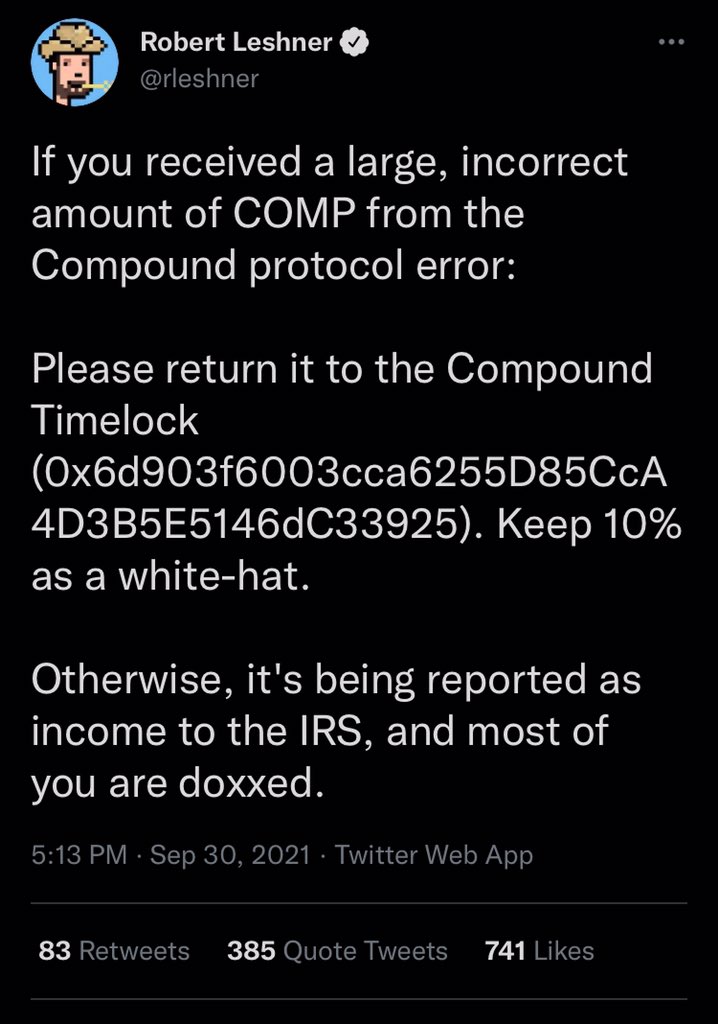 Robert Leshner
@rleshner
If you received a large, incorrect
amount of COMP from the
Compound protocol error:
Please return it to the Compound
Timelock
(0x6d903f6003cca6255D85CcA
4D3B5E5146dC33925). Keep 10%
as a white-hat.
Otherwise, it's being reported as
income to the IRS, and most of
you are doxxed.
5:13 PM · Sep 30, 2021 · Twitter Web App
83 Retweets 385 Quote Tweets 741 Likes